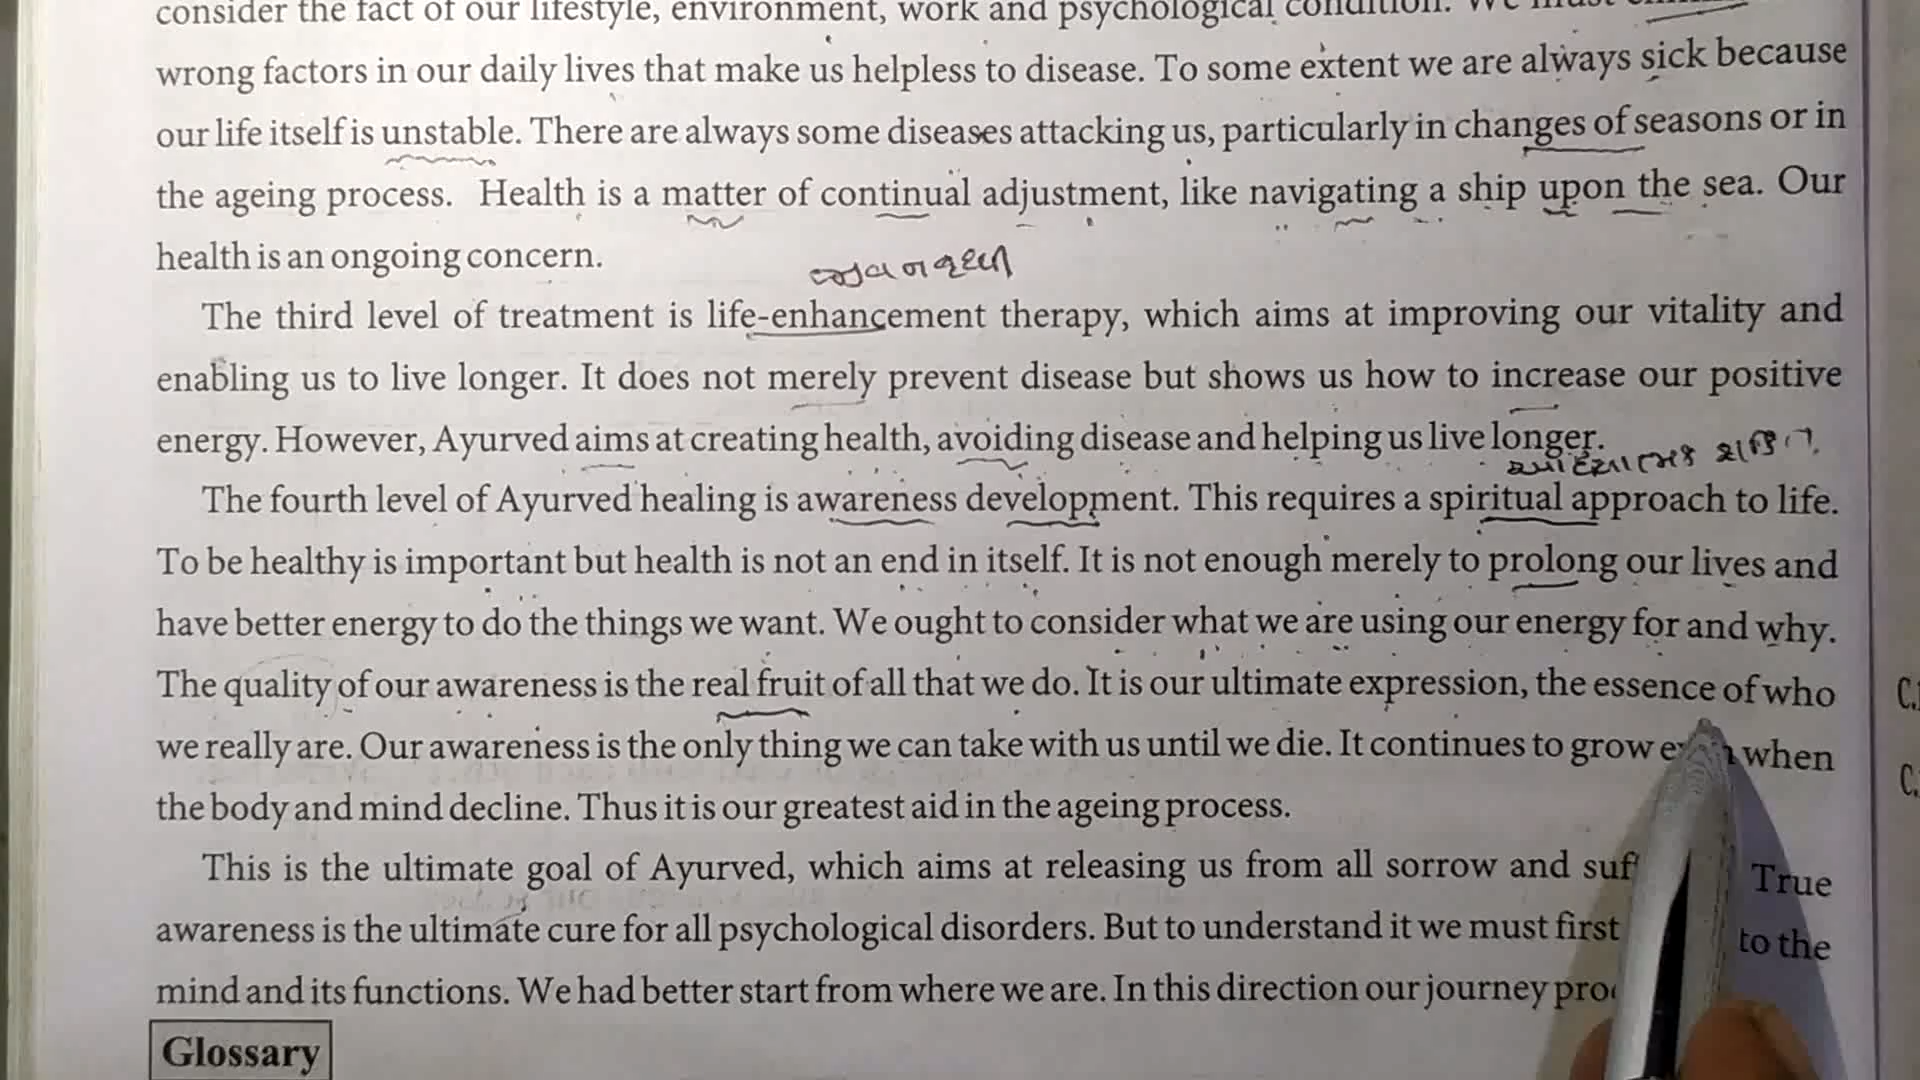 consider the fact of our lifestyle, environment, work and psychological condition. We must
wrong factors in our daily lives that make us helpless to disease. To some extent we are always sick because
our life itself is unstable. There are always some diseases attacking us, particularly in changes of seasons or in
the ageing process. Health is a matter of continual adjustment, like navigating a ship upon the sea. Our
health is an ongoing concern.
The third level of treatment is life-enhancement therapy, which aims at improving our vitality and
enabling us to live longer. It does not merely prevent disease but shows us how to increase our positive
energy. However, Ayurved aims at creating health, avoiding disease and helping us live longer.
The fourth level of Ayurved healing is awareness development. This requires a spiritual approach to life.
To be healthy is important but health is not an end in itself. It is not enough merely to prolong our lives and
have better energy to do the things we want. We ought to consider what we are using our energy for and why.
The quality of our awareness is the real fruit of all that we do. It is our ultimate expression, the essence of who
we really are. Our awareness is the only thing we can take with us until we die. It continues to grow when
the body and mind decline. Thus it is our greatest aid in the ageing process.
This is the ultimate goal of Ayurved, which aims at releasing us from all sorrow and suf True
awareness is the ultimate cure for all psychological disorders. But to understand it we must first to the
mind and its functions. We had better start from where we are. In this direction our journey pro
Glossary